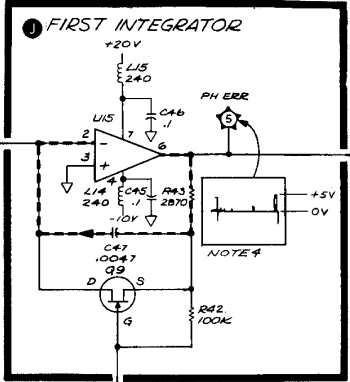 J FIRST INTEGRATOR
+20V
L15
240
U15
C46
.1
PH ERR
5
2
-
7
6
3
+
4
L14
240
C45
.1
R43
2870
-10V
+5V
0V
NOTE 4
C47
.0047
Q9
D
S
G
R42
100K